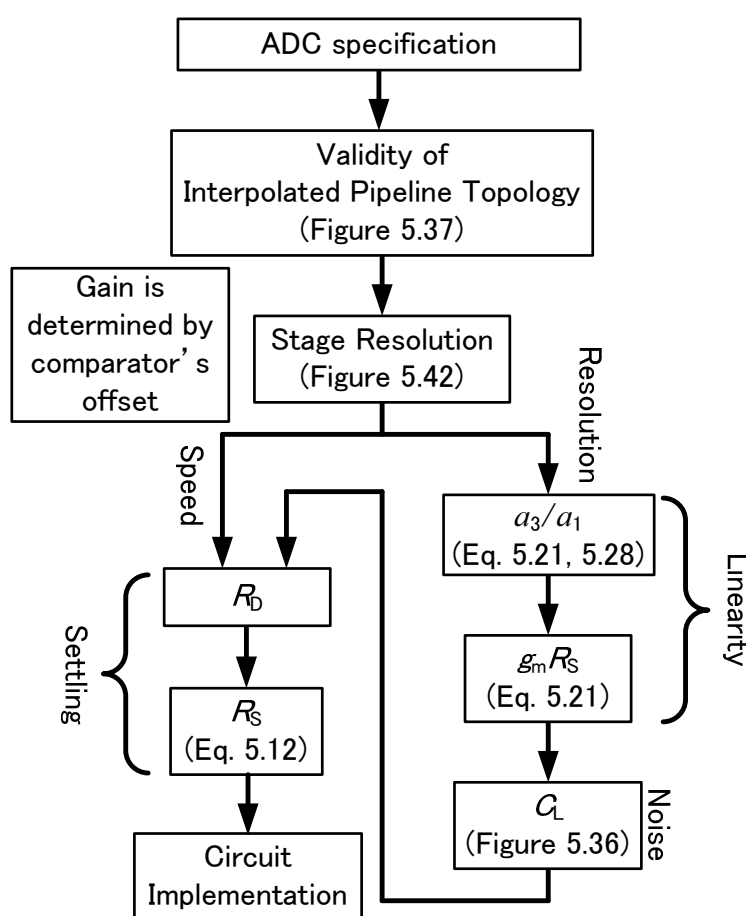 ADC specification
Validity of
Interpolated Pipeline Topology
(Figure 5.37)
Gain is
determined by
comparator's
offset
Stage Resolution
(Figure 5.42)
Speed
Resolution
a3/a1
(Eq. 5.21, 5.28)
Linearity
RD
Settling
gmRS
(Eq. 5.21)
RS
(Eq. 5.12)
CL
(Figure 5.36)
Noise
Circuit
Implementation